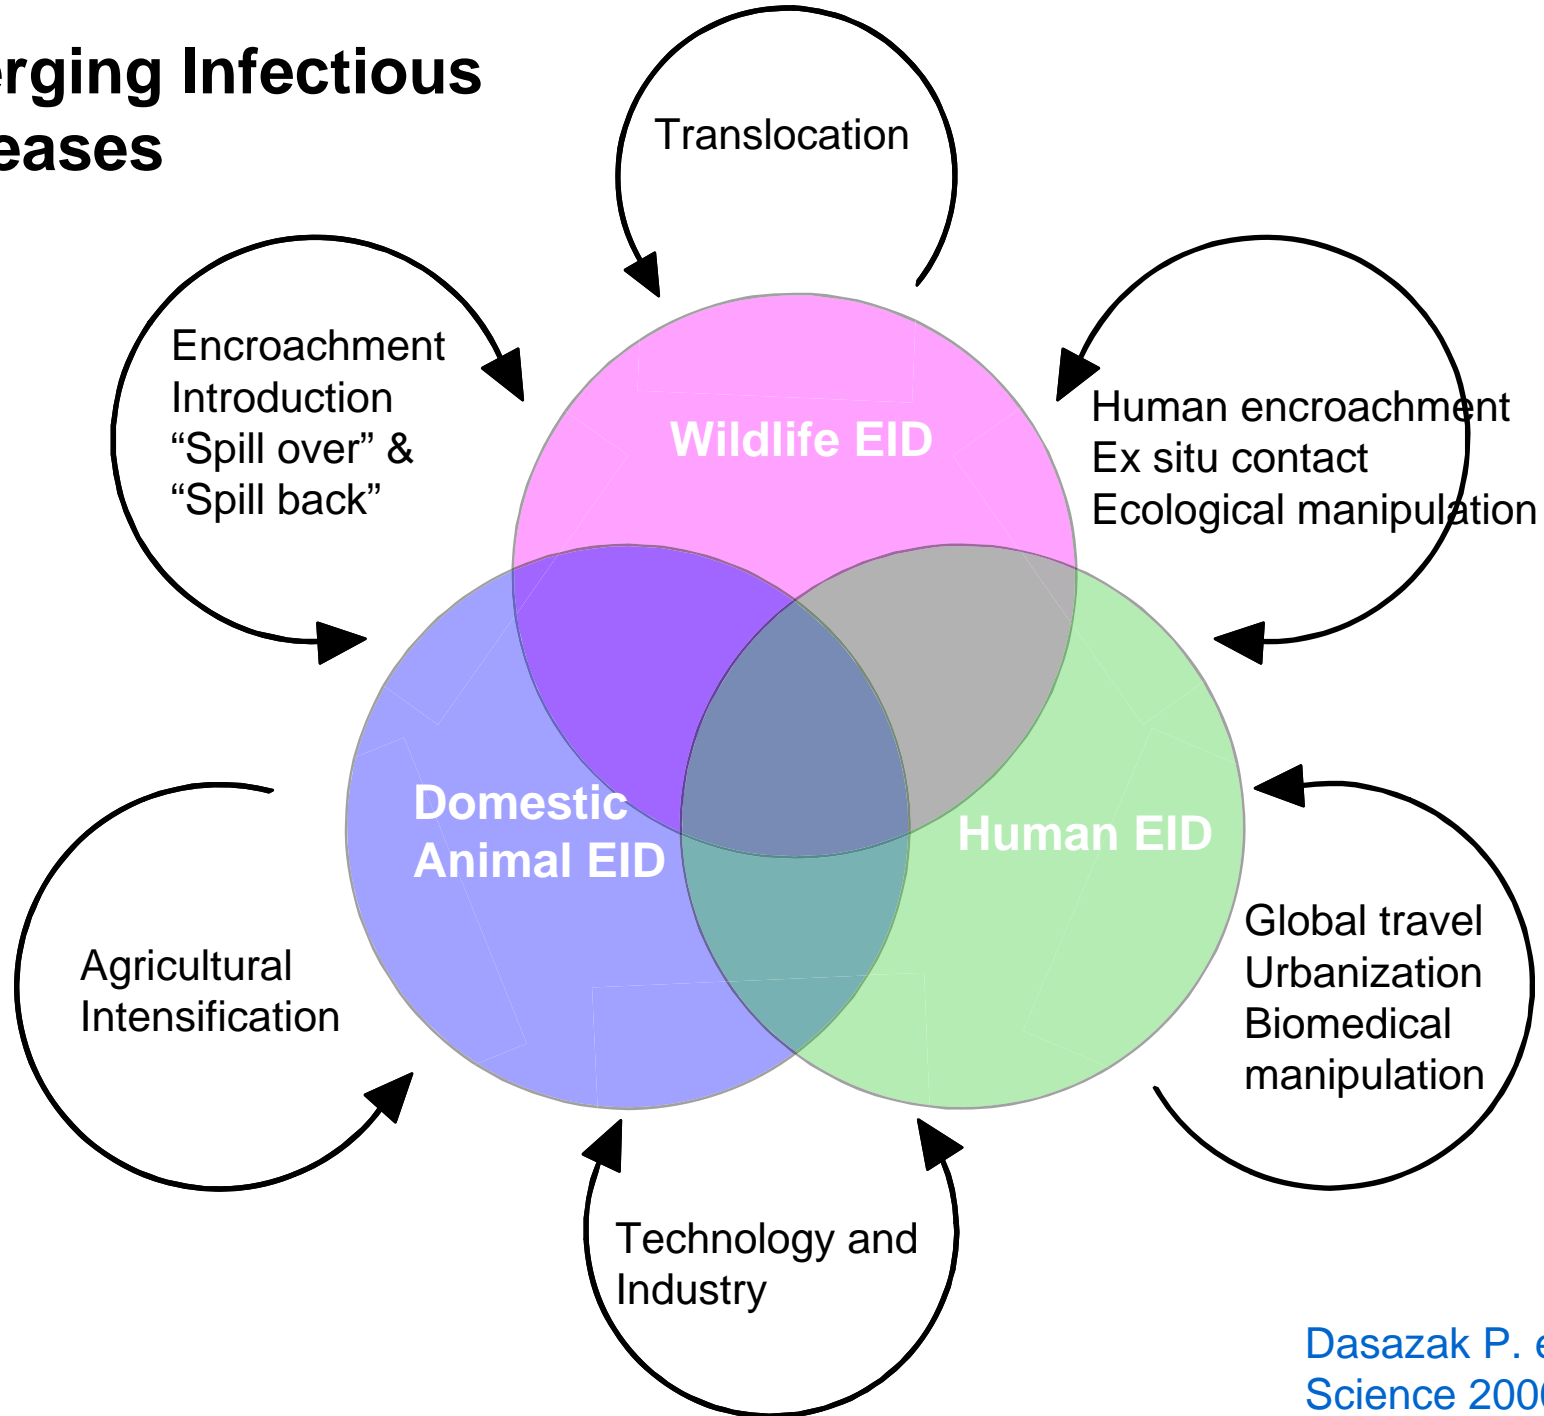 erging Infectious
eases
Translocation
Encroachment
Introduction
“Spill over” &
“Spill back”
Human encroachment
Ex situ contact
Ecological manipulation
Wildlife EID
Domestic
Animal EID
Human EID
Agricultural
Intensification
Global travel
Urbanization
Biomedical
manipulation
Technology and
Industry
Dasazak P. e
Science 200